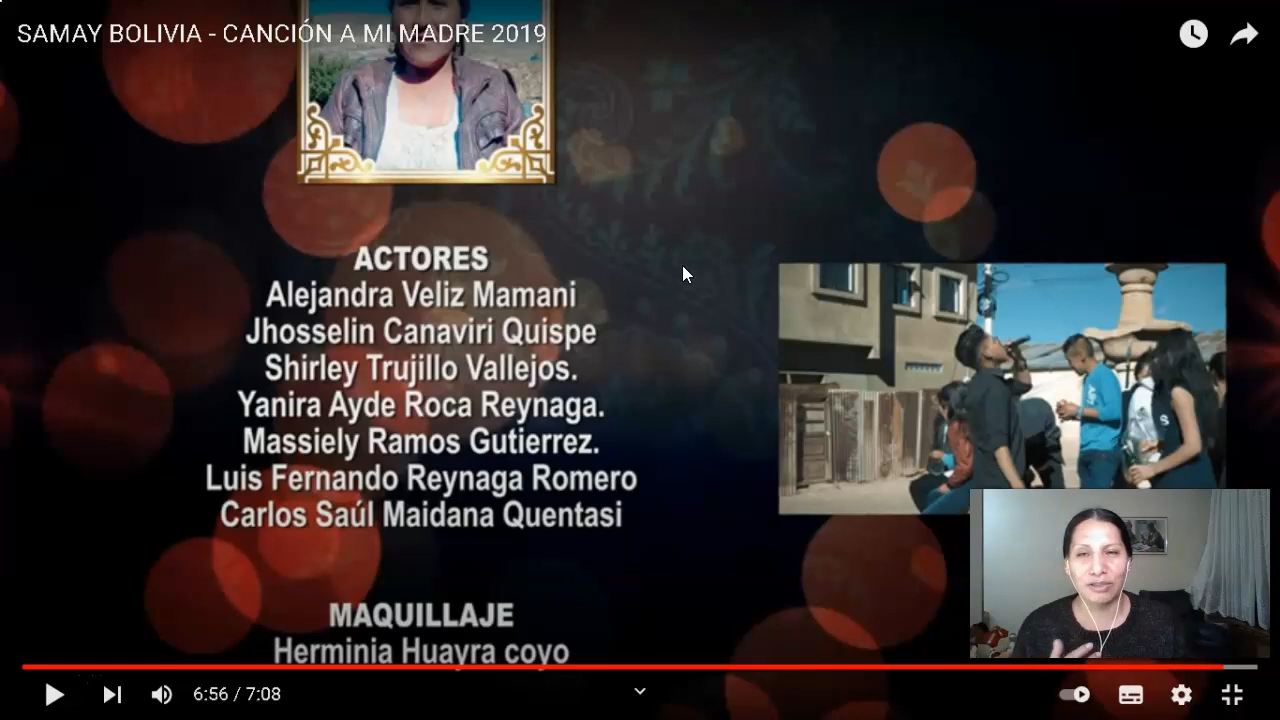 SAMAY BOLIVIA - CANCIÓN A MI MADRE 2019
ACTORES
Alejandra Veliz Mamani
Jhosselin Canaviri Quispe
Shirley Trujillo Vallejos.
Yanira Ayde Roca Reynaga.
Massiely Ramos Gutierrez.
Luis Fernando Reynaga Romero
Carlos Saúl Maidana Quentasi
MAQUILLAJE
Herminia Huayra coyo
6:56 / 7:08